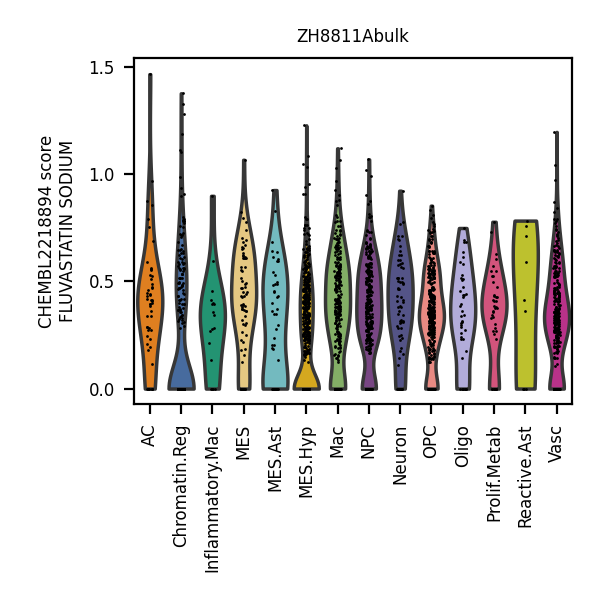 ZH8811Abulk
CHEMBL2218894 score
FLUVASTATIN SODIUM
1.5
1.0
0.5
0.0
AC
Chromatin.Reg
Inflammatory.Mac
MES
MES.Ast
MES.Hyp
Mac
NPC
Neuron
OPC
Oligo
Prolif.Metab
Reactive.Ast
Vasc